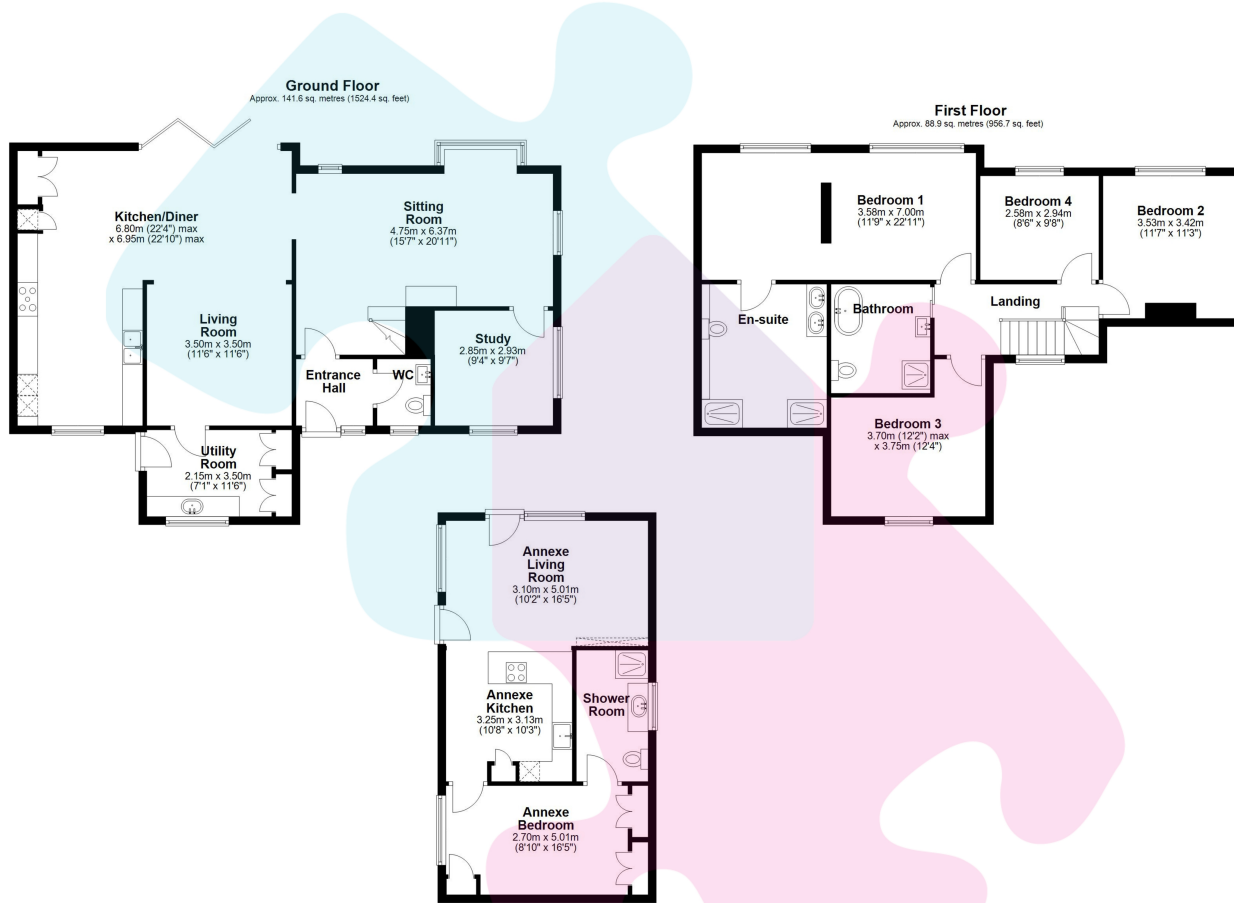 Ground Floor
Approx. 141.6 sq. metres (1524.4 sq. feet)
Kitchen/Diner
6.80m (22'4") max
x 6.95m (22'10") max
Sitting
Room
4.75m x 6.37m
(15'7" x 20'11")
Living
Room
3.50m x 3.50m
(11'6" x 11'6")
Study
2.85m x 2.93m
(9'4" x 9'7")
Entrance
Hall
WC
Utility
Room
2.15m x 3.50m
(7'1" x 11'6")
First Floor
Approx. 88.9 sq. metres (956.7 sq. feet)
Bedroom 1
3.58m x 7.00m
(11'9" x 22'11")
Bedroom 4
2.58m x 2.94m
(8'6" x 9'8")
Bedroom 2
3.53m x 3.42m
(11'7" x 11'3")
En-suite
Bathroom
Landing
Bedroom 3
3.70m (12'2") max
x 3.75m (12'4")
Annexe
Living
Room
3.10m x 5.01m
(10'2" x 16'5")
Annexe
Kitchen
3.25m x 3.13m
(10'8" x 10'3")
Shower
Room
Annexe
Bedroom
2.70m x 5.01m
(8'10" x 16'5")